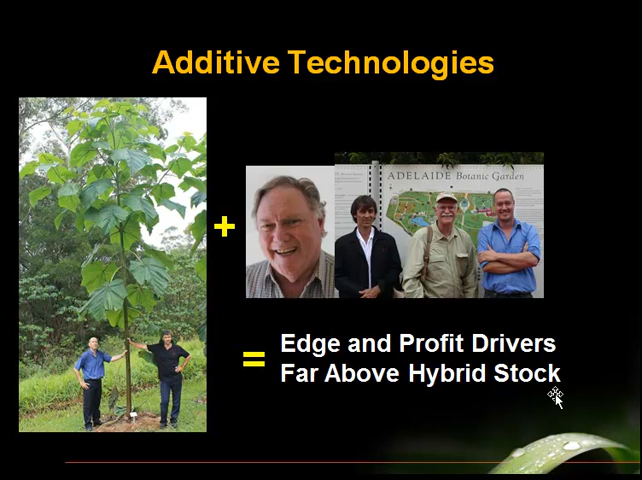 Additive Technologies
+
ADELAIDE Botanic Garden
= Edge and Profit Drivers
Far Above Hybrid Stock